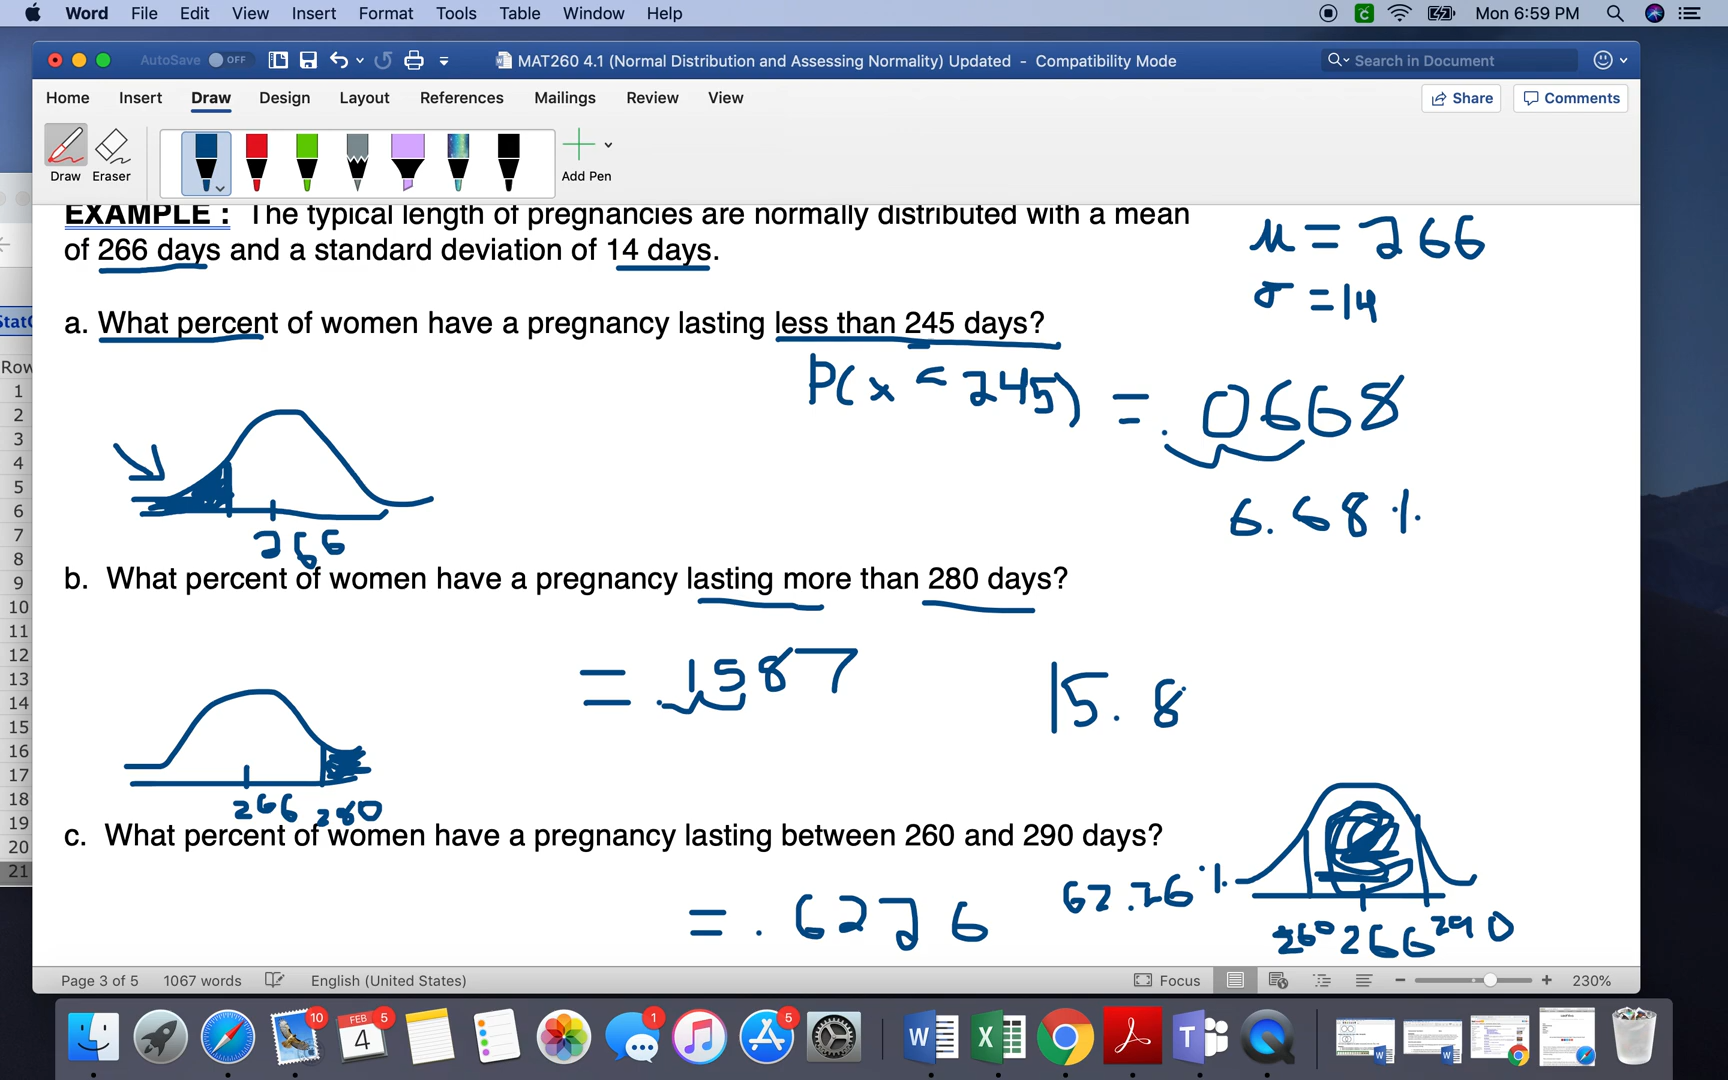 Word File Edit View Insert Format Tools Table Window Help Mon 6:59 PM
AutoSave OFF MAT260 4.1 (Normal Distribution and Assessing Normality) Updated - Compatibility Mode Search in Document
Home Insert Draw Design Layout References Mailings Review View Share Comments
Draw Eraser Add Pen
EXAMPLE : The typical length of pregnancies are normally distributed with a mean
of 266 days and a standard deviation of 14 days.
μ = 266
σ = 14
a. What percent of women have a pregnancy lasting less than 245 days?
P(x < 245) = .0668
6.68%
266
b. What percent of women have a pregnancy lasting more than 280 days?
= .1587
15.8
266 280
c. What percent of women have a pregnancy lasting between 260 and 290 days?
= .6226
62.26%
260 266 290
Row
1
2
3
4
5
6
7
8
9
10
11
12
13
14
15
16
17
18
19
20
21
Page 3 of 5 1067 words English (United States) Focus 230%
10 FEB 4 5 1 5